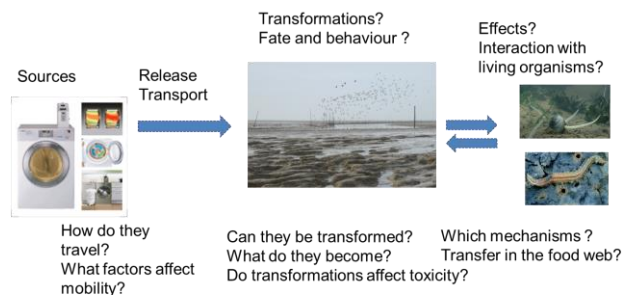 Transformations?
Fate and behaviour ?
Effects?
Interaction with
living organisms?
Sources
Release
Transport
How do they
travel?
What factors affect
mobility?
Can they be transformed?
What do they become?
Do transformations affect toxicity?
Which mechanisms ?
Transfer in the food web?